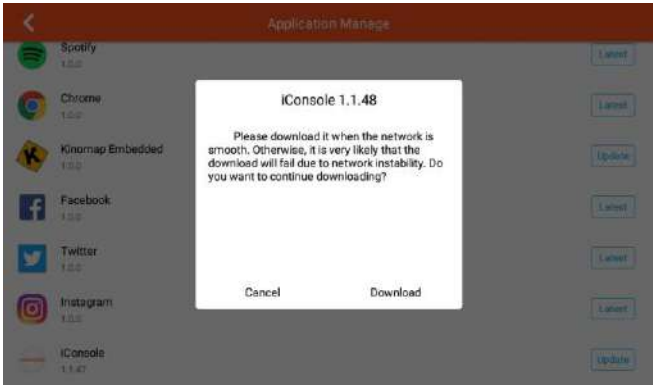 Application Manage
Spotify
1.0.0
Latest
Chrome
1.0.0
Latest
Kinomap Embedded
1.0.0
Update
Facebook
1.0.0
Latest
Twitter
1.0.0
Latest
Instagram
1.0.0
Latest
iConsole
1.1.47
Update
iConsole 1.1.48
Please download it when the network is
smooth. Otherwise, it is very likely that the
download will fail due to network instability. Do
you want to continue downloading?
Cancel
Download